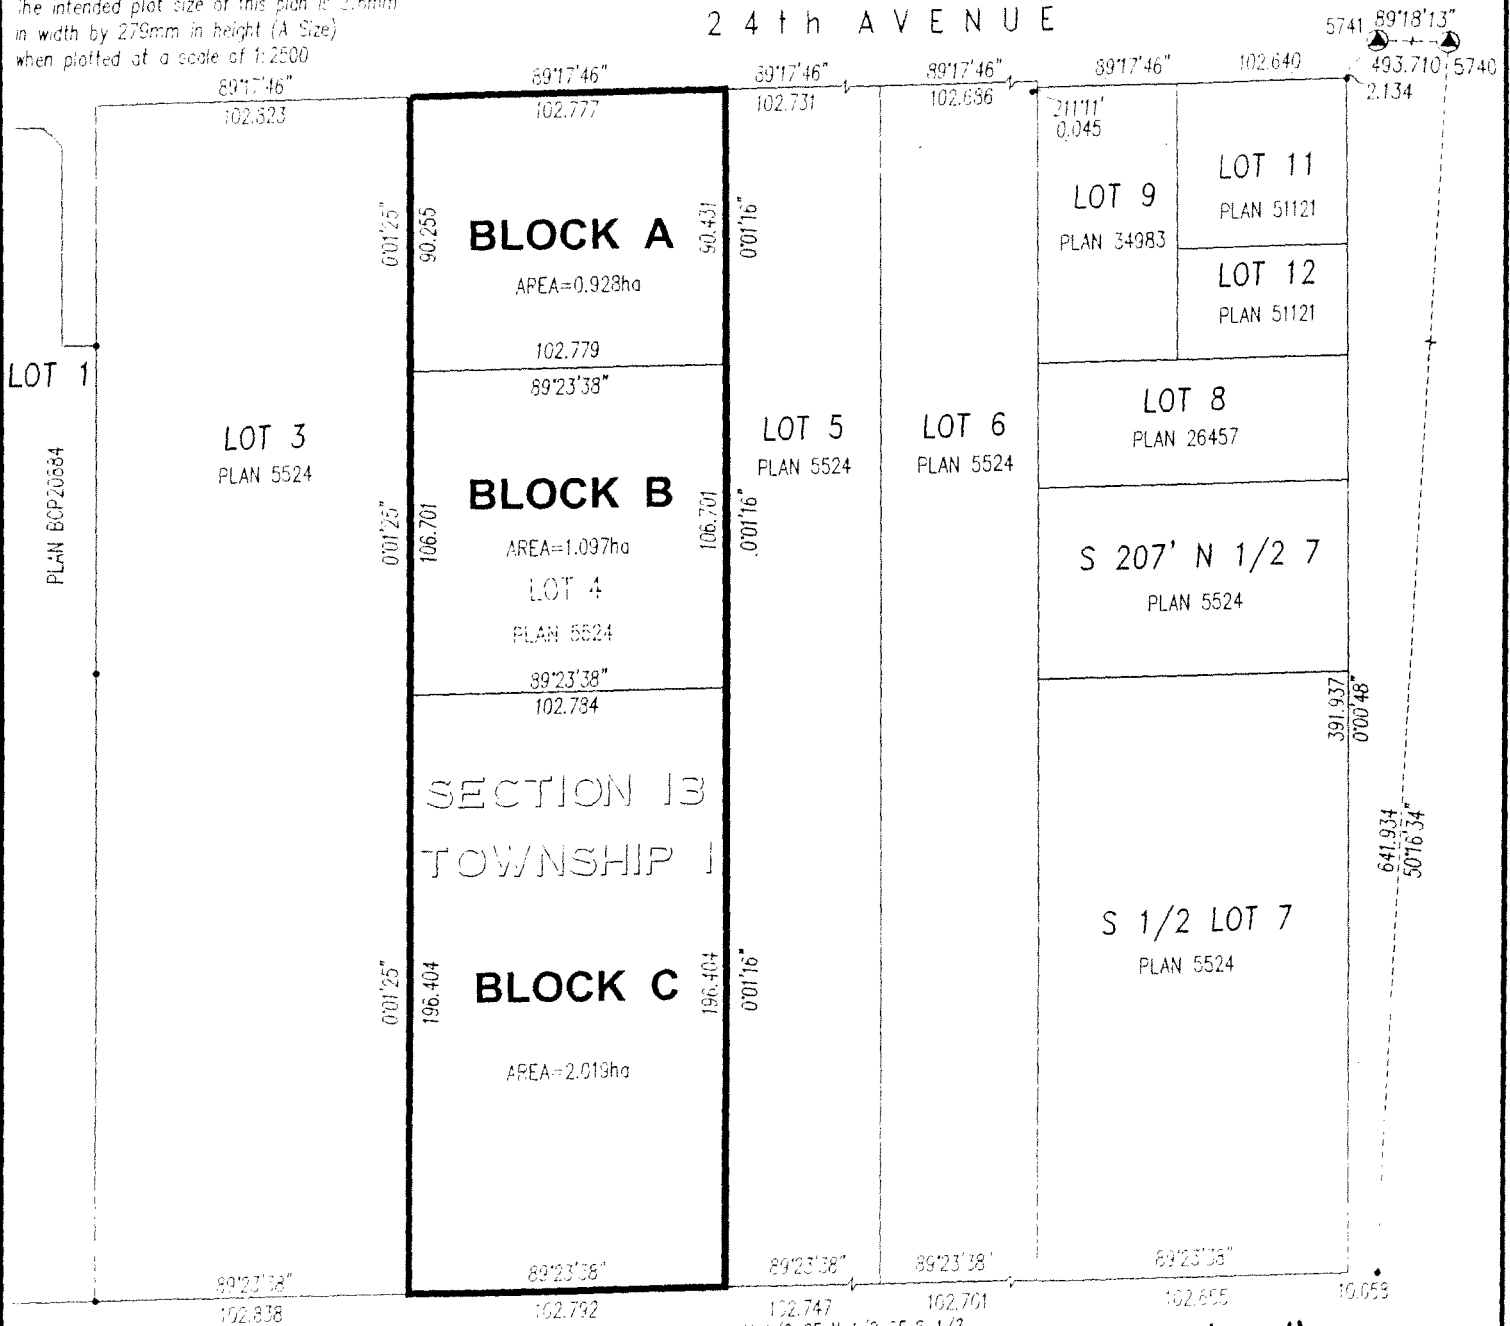 The intended plot size of this plan is
in width by 279mm in height (A Size)
when plotted at a scale of 1:2500
24th AVENUE
5741
89°18'13"
493.710
5740
2.134
89°17'46"
102.823
89°17'46"
102.777
89°17'46"
102.731
89°17'46"
102.686
89°17'46"
102.640
211°11'
0.045
LOT 9
PLAN 34983
LOT 11
PLAN 51121
LOT 12
PLAN 51121
0°01'25"
90.255
BLOCK A
AREA=0.928ha
90.431
0°01'16"
102.779
89°23'38"
LOT 1
PLAN BCP20684
LOT 3
PLAN 5524
LOT 5
PLAN 5524
LOT 6
PLAN 5524
LOT 8
PLAN 26457
0°01'25"
106.701
BLOCK B
AREA=1.097ha
LOT 4
PLAN 5524
106.701
0°01'16"
S 207' N 1/2 7
PLAN 5524
89°23'38"
102.784
391.937
0°00'48"
SECTION 13
TOWNSHIP 1
641.934
50°16'34"
S 1/2 LOT 7
PLAN 5524
0°01'25"
196.404
BLOCK C
AREA=2.019ha
196.404
0°01'16"
89°23'38"
102.838
89°23'38"
102.792
89°23'38"
102.747
89°23'38'
102.701
89°23'38"
102.655
10.058